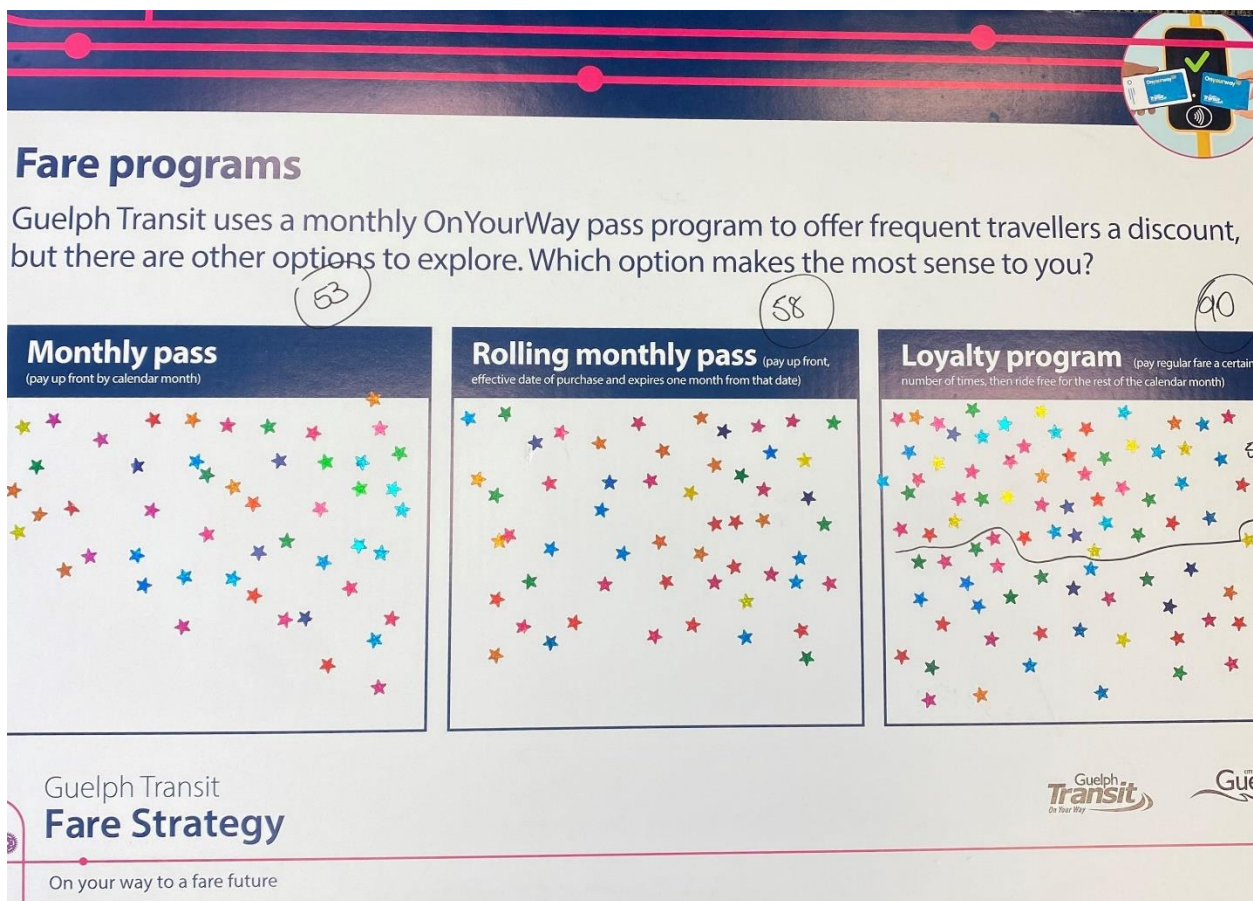 Fare programs
Guelph Transit uses a monthly OnYourWay pass program to offer frequent travellers a discount,
but there are other options to explore. Which option makes the most sense to you?
53
58
90
Monthly pass
(pay up front by calendar month)
Rolling monthly pass (pay up front,
effective date of purchase and expires one month from that date)
Loyalty program (pay regular fare a certain
number of times, then ride free for the rest of the calendar month)
Guelph Transit
Fare Strategy
On your way to a fare future
Guelph
Transit
On Your Way